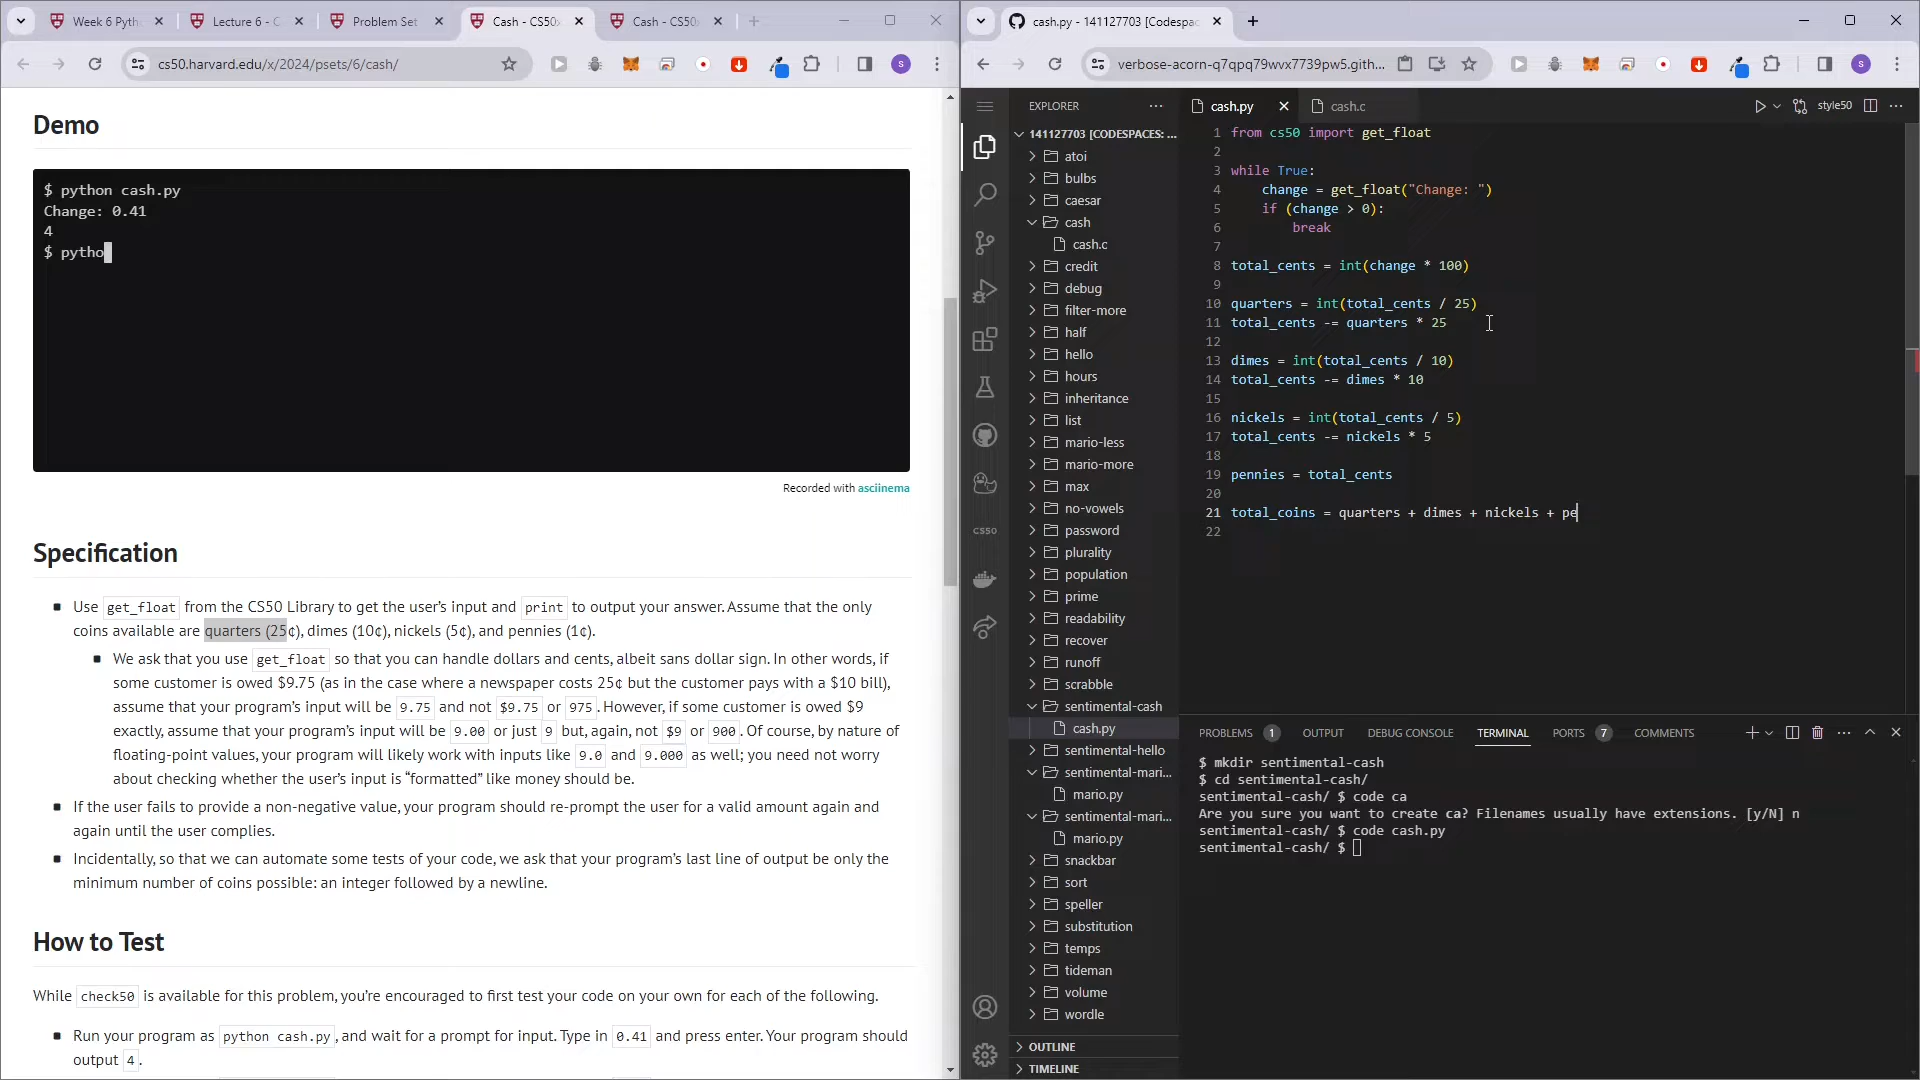 Week 6 Pyth
Lecture 6 - C
Problem Set
Cash - CS50x
Cash - CS50
cs50.harvard.edu/x/2024/psets/6/cash/
S
Demo
$ python cash.py
Change: 0.41
4
$ pytho
Recorded with asciinema
Specification
Use get_float from the CS50 Library to get the user's input and print to output your answer. Assume that the only
coins available are quarters (25¢), dimes (10¢), nickels (5¢), and pennies (1¢).
We ask that you use get_float so that you can handle dollars and cents, albeit sans dollar sign. In other words, if
some customer is owed $9.75 (as in the case where a newspaper costs 25¢ but the customer pays with a $10 bill),
assume that your program's input will be 9.75 and not $9.75 or 975. However, if some customer is owed $9
exactly, assume that your program's input will be 9.00 or just 9 but, again, not $9 or 900. Of course, by nature of
floating-point values, your program will likely work with inputs like 9.0 and 9.000 as well; you need not worry
about checking whether the user's input is “formatted” like money should be.
If the user fails to provide a non-negative value, your program should re-prompt the user for a valid amount again and
again until the user complies.
Incidentally, so that we can automate some tests of your code, we ask that your program's last line of output be only the
minimum number of coins possible: an integer followed by a newline.
How to Test
While check50 is available for this problem, you're encouraged to first test your code on your own for each of the following.
Run your program as python cash.py, and wait for a prompt for input. Type in 0.41 and press enter. Your program should
output 4.
cash.py - 141127703 [Codespac
verbose-acorn-q7qpq79wvx7739pw5.gith...
S
EXPLORER
141127703 [CODESPACES: ...
atoi
bulbs
caesar
cash
cash.c
credit
debug
filter-more
half
hello
hours
inheritance
list
mario-less
mario-more
max
no-vowels
password
plurality
population
prime
readability
recover
runoff
scrabble
sentimental-cash
cash.py
sentimental-hello
sentimental-mari...
mario.py
sentimental-mari...
mario.py
snackbar
sort
speller
substitution
temps
tideman
volume
wordle
OUTLINE
TIMELINE
CS50
cash.py
cash.c
style50
1 from cs50 import get_float
2
3 while True:
4 change = get_float("Change: ")
5 if (change > 0):
6 break
7
8 total_cents = int(change * 100)
9
10 quarters = int(total_cents / 25)
11 total_cents -= quarters * 25
12
13 dimes = int(total_cents / 10)
14 total_cents -= dimes * 10
15
16 nickels = int(total_cents / 5)
17 total_cents -= nickels * 5
18
19 pennies = total_cents
20
21 total_coins = quarters + dimes + nickels + pe
22
PROBLEMS 1 OUTPUT DEBUG CONSOLE TERMINAL PORTS 7 COMMENTS
$ mkdir sentimental-cash
$ cd sentimental-cash/
sentimental-cash/ $ code ca
Are you sure you want to create ca? Filenames usually have extensions. [y/N] n
sentimental-cash/ $ code cash.py
sentimental-cash/ $